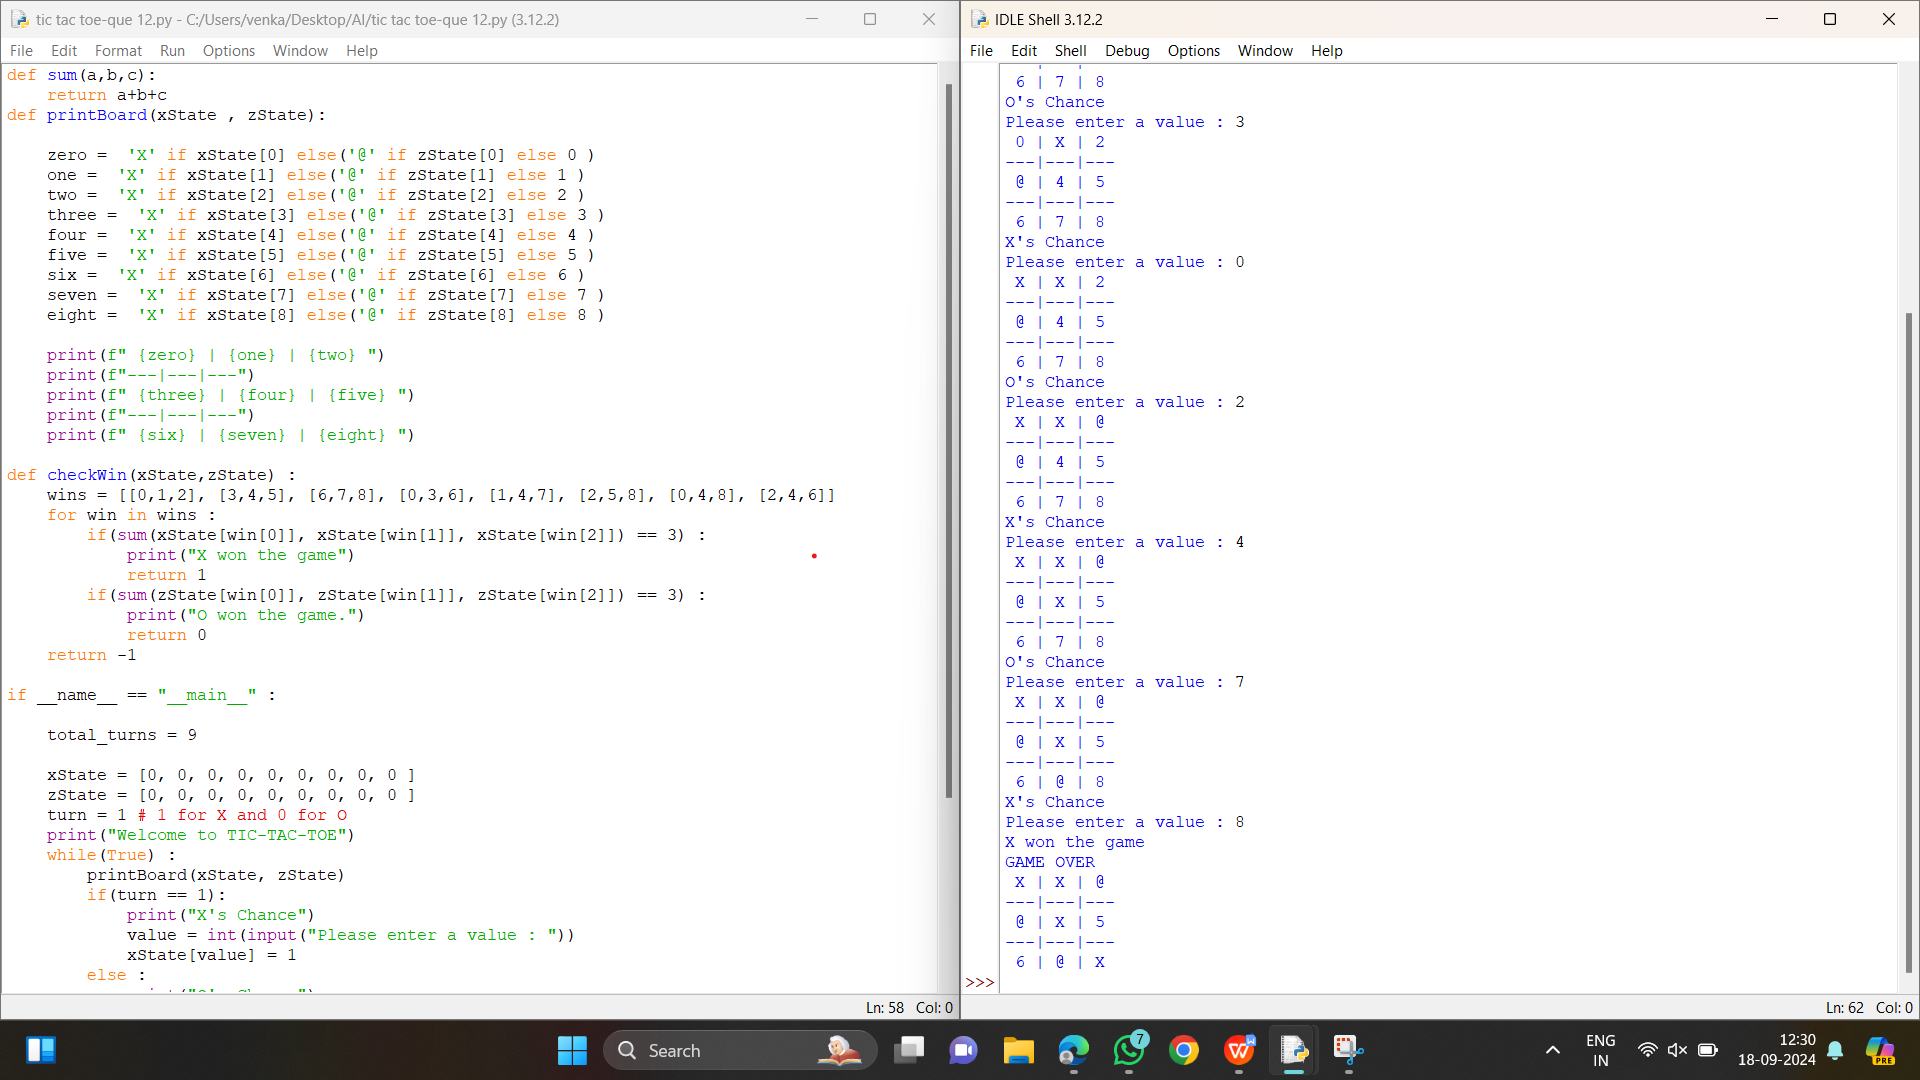 tic tac toe-que 12.py - C:/Users/venka/Desktop/AI/tic tac toe-que 12.py (3.12.2)
File Edit Format Run Options Window Help
def sum(a,b,c):
    return a+b+c
def printBoard(xState , zState):
    zero =  'X' if xState[0] else('@' if zState[0] else 0 )
    one =  'X' if xState[1] else('@' if zState[1] else 1 )
    two =  'X' if xState[2] else('@' if zState[2] else 2 )
    three =  'X' if xState[3] else('@' if zState[3] else 3 )
    four =  'X' if xState[4] else('@' if zState[4] else 4 )
    five =  'X' if xState[5] else('@' if zState[5] else 5 )
    six =  'X' if xState[6] else('@' if zState[6] else 6 )
    seven =  'X' if xState[7] else('@' if zState[7] else 7 )
    eight =  'X' if xState[8] else('@' if zState[8] else 8 )
    print(f" {zero} | {one} | {two} ")
    print(f"---|---|---")
    print(f" {three} | {four} | {five} ")
    print(f"---|---|---")
    print(f" {six} | {seven} | {eight} ")
def checkWin(xState,zState) :
    wins = [[0,1,2], [3,4,5], [6,7,8], [0,3,6], [1,4,7], [2,5,8], [0,4,8], [2,4,6]]
    for win in wins :
        if(sum(xState[win[0]], xState[win[1]], xState[win[2]]) == 3) :
            print("X won the game")
            return 1
        if(sum(zState[win[0]], zState[win[1]], zState[win[2]]) == 3) :
            print("O won the game.")
            return 0
    return -1
if __name__ == "__main__" :
    total_turns = 9
    xState = [0, 0, 0, 0, 0, 0, 0, 0, 0 ]
    zState = [0, 0, 0, 0, 0, 0, 0, 0, 0 ]
    turn = 1 # 1 for X and 0 for O
    print("Welcome to TIC-TAC-TOE")
    while(True) :
        printBoard(xState, zState)
        if(turn == 1):
            print("X's Chance")
            value = int(input("Please enter a value : "))
            xState[value] = 1
        else :
Ln: 58 Col: 0
IDLE Shell 3.12.2
File Edit Shell Debug Options Window Help
 6 | 7 | 8
O's Chance
Please enter a value : 3
 0 | X | 2
---|---|---
 @ | 4 | 5
---|---|---
 6 | 7 | 8
X's Chance
Please enter a value : 0
 X | X | 2
---|---|---
 @ | 4 | 5
---|---|---
 6 | 7 | 8
O's Chance
Please enter a value : 2
 X | X | @
---|---|---
 @ | 4 | 5
---|---|---
 6 | 7 | 8
X's Chance
Please enter a value : 4
 X | X | @
---|---|---
 @ | X | 5
---|---|---
 6 | 7 | 8
O's Chance
Please enter a value : 7
 X | X | @
---|---|---
 @ | X | 5
---|---|---
 6 | @ | 8
X's Chance
Please enter a value : 8
X won the game
GAME OVER
 X | X | @
---|---|---
 @ | X | 5
---|---|---
 6 | @ | X
>>>
Ln: 62 Col: 0
Search
7
W
ENG
IN
12:30
18-09-2024
PRE